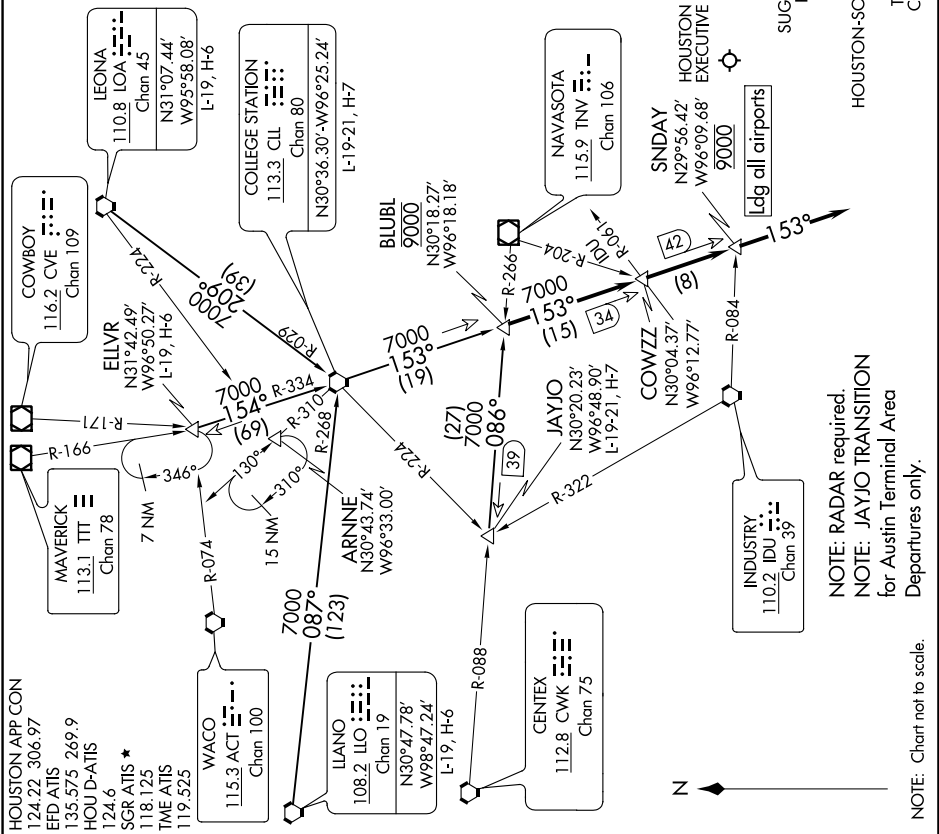 HOUSTON APP CON
124.22 306.97
EFD ATIS
135.575 269.9
HOU D-ATIS
124.6
SGR ATIS ★
118.125
TME ATIS
119.525
MAVERICK
113.1 TTT
Chan 78
COWBOY
116.2 CVE
Chan 109
LEONA
110.8 LOA
Chan 45
N31°07.44'
W95°58.08'
L-19, H-6
ELLVR
N31°42.49'
W96°50.27'
L-19, H-6
R-166
R-171
7 NM
346°
R-224
7000
209°
(39)
R-029
COLLEGE STATION
113.3 CLL
Chan 80
N30°36.30'-W96°25.24'
L-19-21, H-7
WACO
115.3 ACT
Chan 100
R-074
130°
310°
15 NM
7000
154°
(69)
R-334
R-310
R-268
ARNNE
N30°43.74'
W96°33.00'
7000
087°
(123)
LLANO
108.2 LLO
Chan 19
N30°47.78'
W98°47.24'
L-19, H-6
7000
153°
(19)
R-224
BLUBL
9000
N30°18.27'
W96°18.18'
NAVASOTA
115.9 TNV
Chan 106
R-266
R-204
IDU
R-061
(27)
7000
086°
39
JAYJO
N30°20.23'
W96°48.90'
L-19-21, H-7
7000
153°
(15)
34
COWZZ
N30°04.37'
W96°12.77'
42
(8)
CENTEX
112.8 CWK
Chan 75
R-088
R-322
R-084
INDUSTRY
110.2 IDU
Chan 39
SNDAY
N29°56.42'
W96°09.68'
9000
Ldg all airports
153°
HOUSTON
EXECUTIVE
SUG
HOUSTON-SO
N
NOTE: RADAR required.
NOTE: JAYJO TRANSITION
for Austin Terminal Area
Departures only.
NOTE: Chart not to scale.